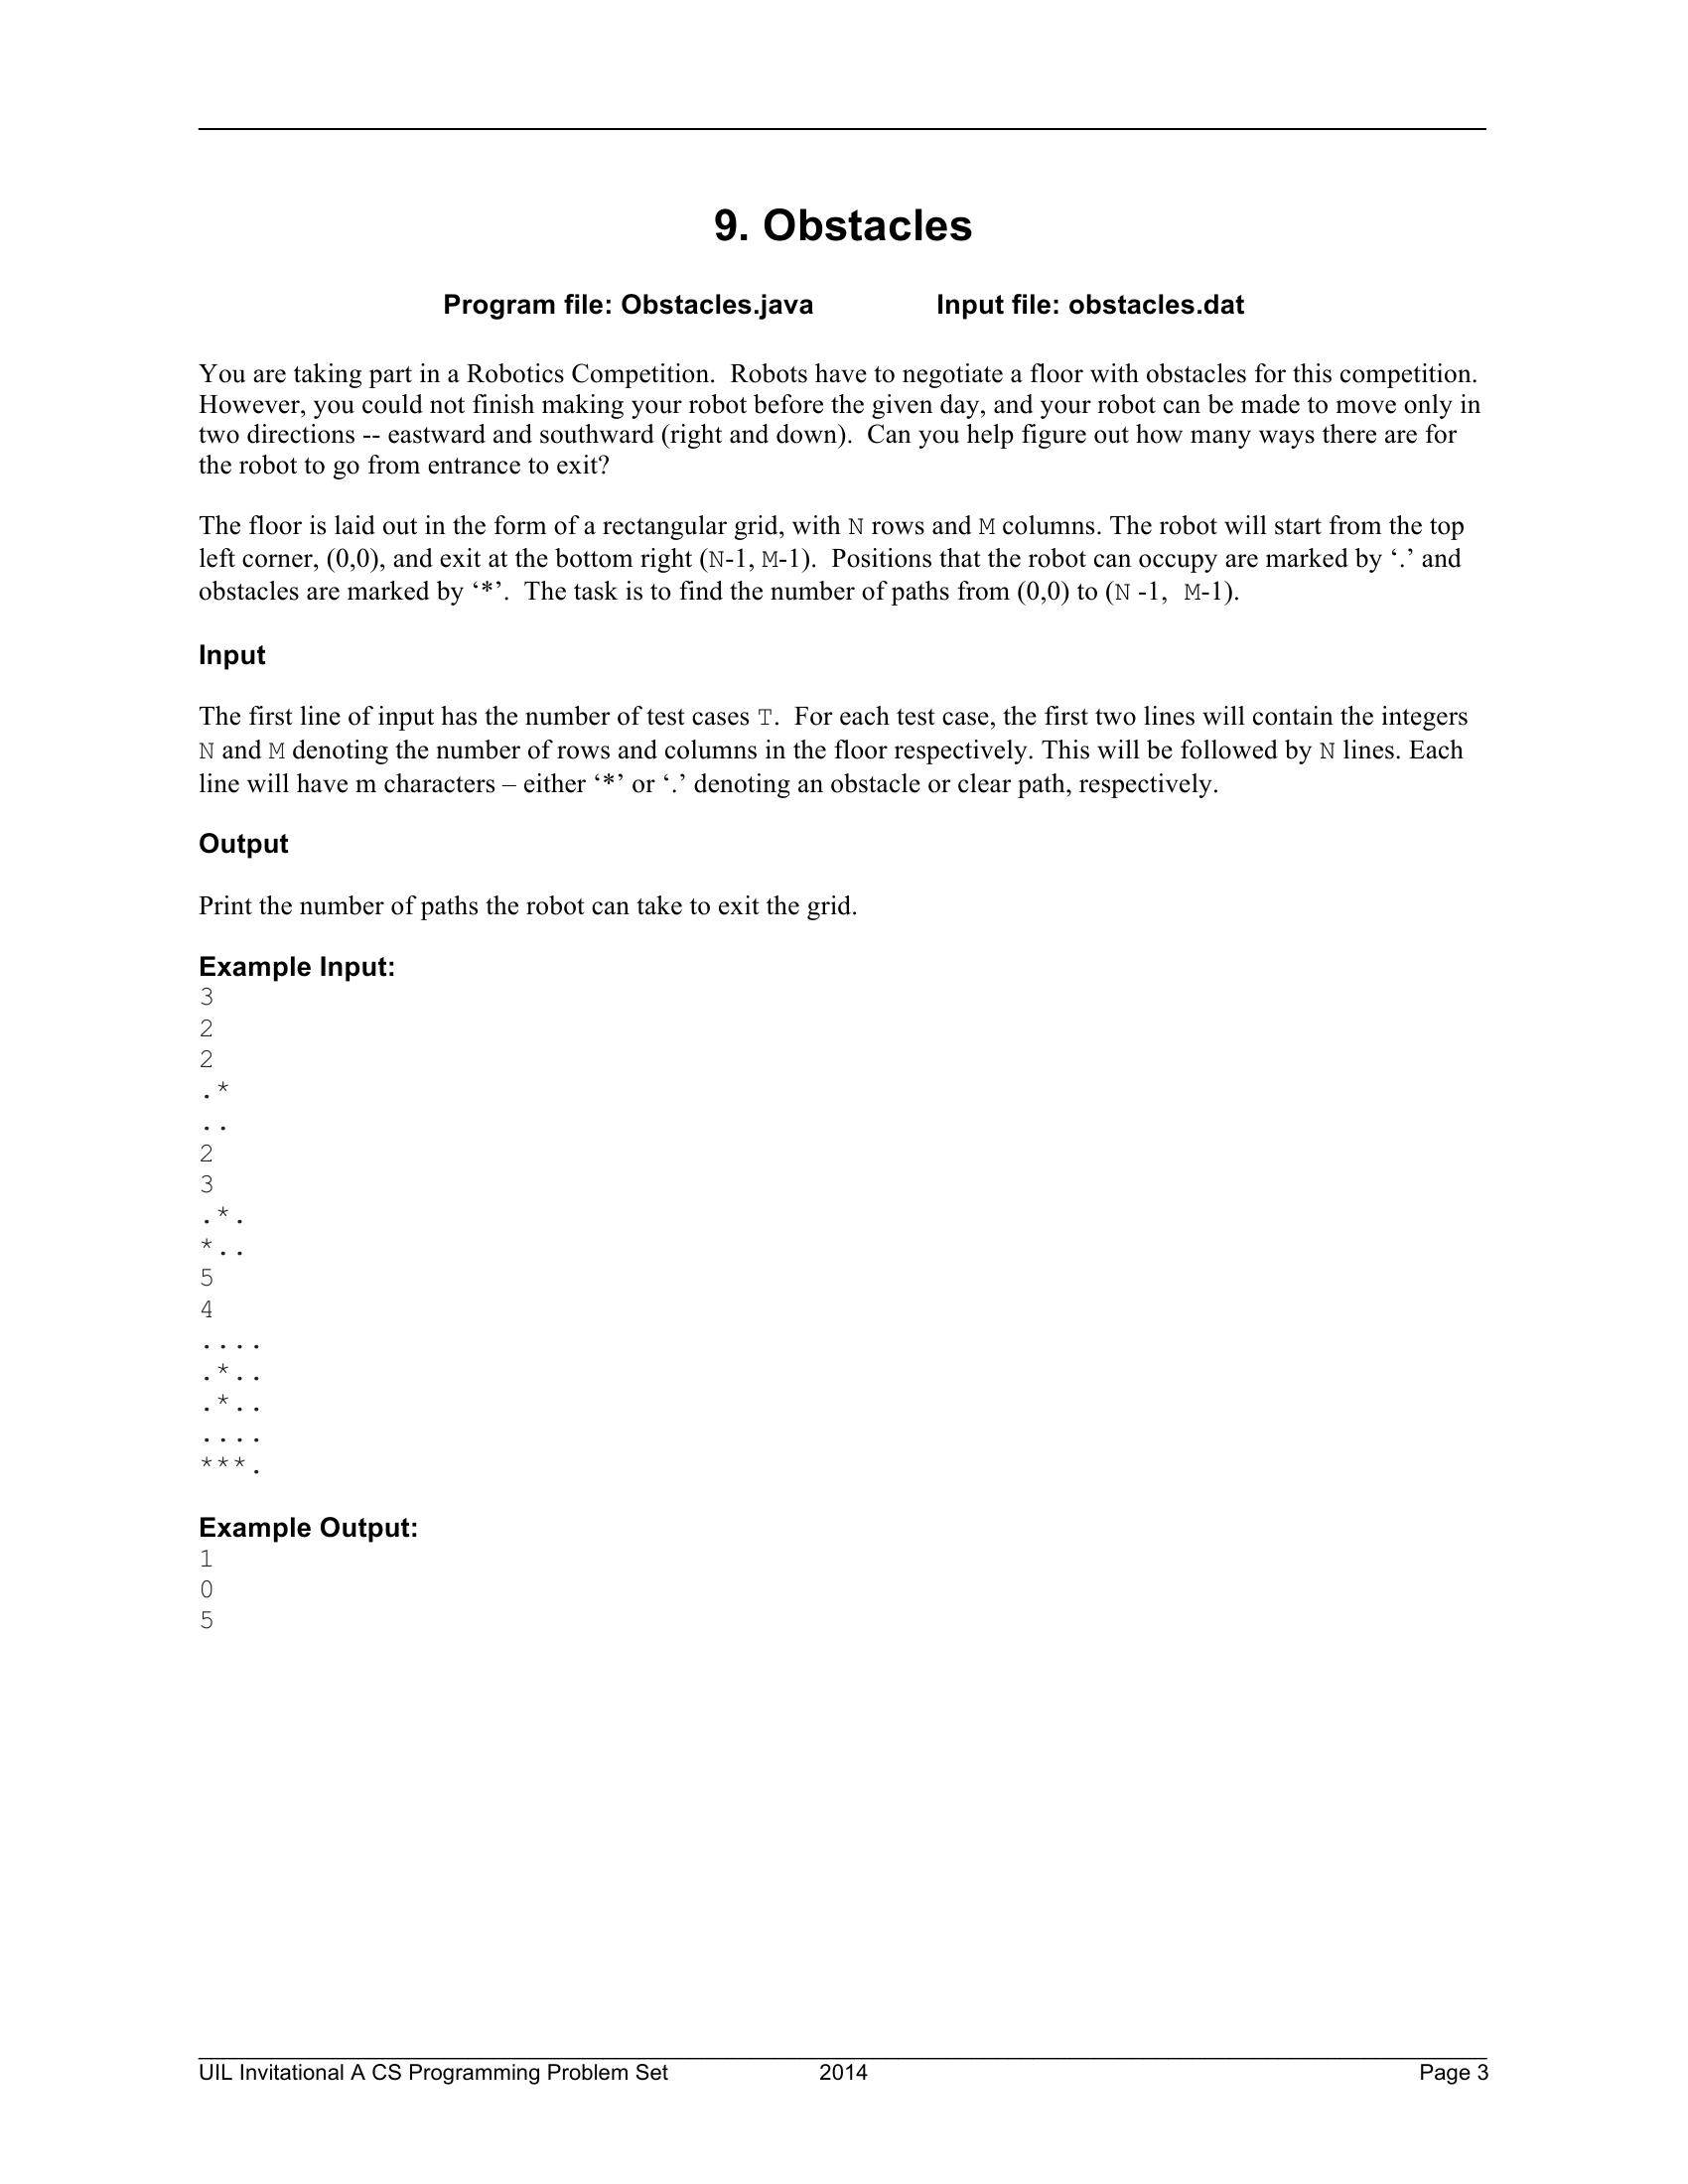 9. Obstacles
Program file: Obstacles.java Input file: obstacles.dat
You are taking part in a Robotics Competition. Robots have to negotiate a floor with obstacles for this competition.
However, you could not finish making your robot before the given day, and your robot can be made to move only in
two directions -- eastward and southward (right and down). Can you help figure out how many ways there are for
the robot to go from entrance to exit?
The floor is laid out in the form of a rectangular grid, with N rows and M columns. The robot will start from the top
left corner, (0,0), and exit at the bottom right (N-1, M-1). Positions that the robot can occupy are marked by ‘.’ and
obstacles are marked by ‘*’. The task is to find the number of paths from (0,0) to (N -1, M-1).
Input
The first line of input has the number of test cases T. For each test case, the first two lines will contain the integers
N and M denoting the number of rows and columns in the floor respectively. This will be followed by N lines. Each
line will have m characters – either ‘*’ or ‘.’ denoting an obstacle or clear path, respectively.
Output
Print the number of paths the robot can take to exit the grid.
Example Input:
3
2
2
.*
..
2
3
.*.
*..
5
4
....
.*..
.*..
....
***.
Example Output:
1
0
5
UIL Invitational A CS Programming Problem Set 2014 Page 3